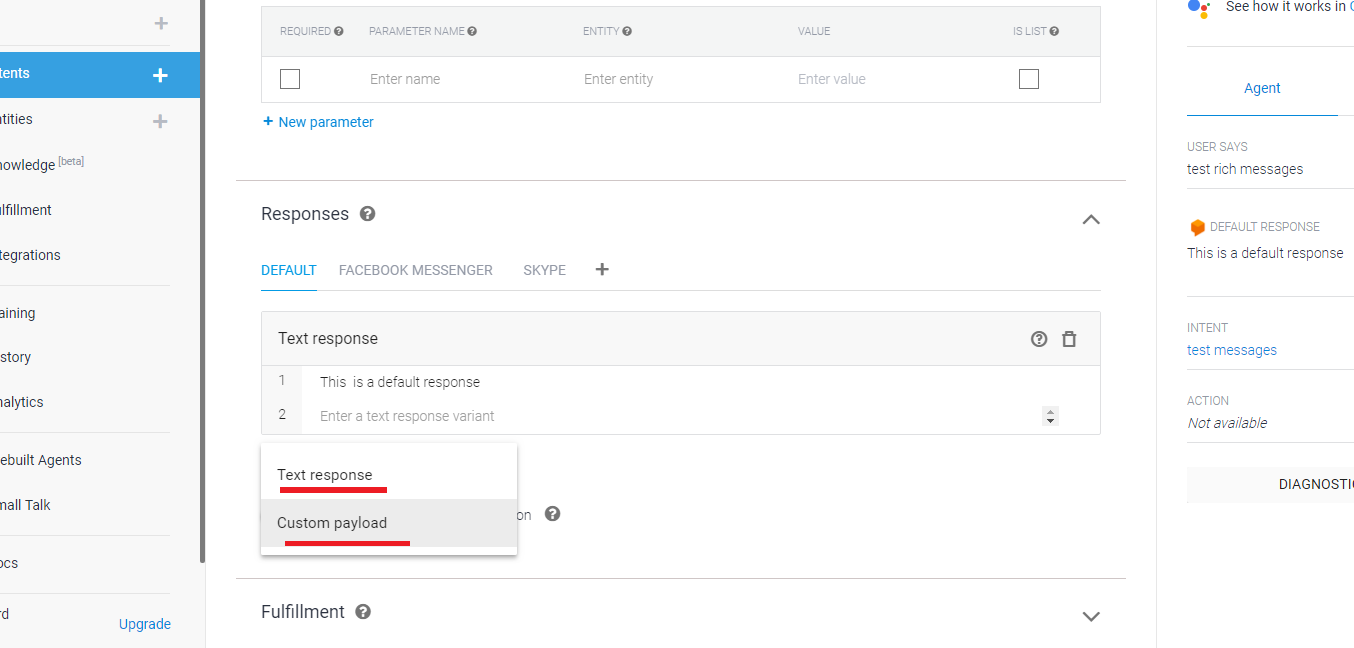 tents
ntities
nowledge [beta]
ulfillment
tegrations
aining
story
nalytics
ebuilt Agents
mall Talk
ocs
rd
Upgrade
REQUIRED PARAMETER NAME ENTITY VALUE IS LIST
Enter name Enter entity Enter value
+ New parameter
Responses
DEFAULT FACEBOOK MESSENGER SKYPE +
Text response
1 This is a default response
2 Enter a text response variant
Text response
Custom payload
on
Fulfillment
See how it works in
Agent
USER SAYS
test rich messages
DEFAULT RESPONSE
This is a default response
INTENT
test messages
ACTION
Not available
DIAGNOSTI